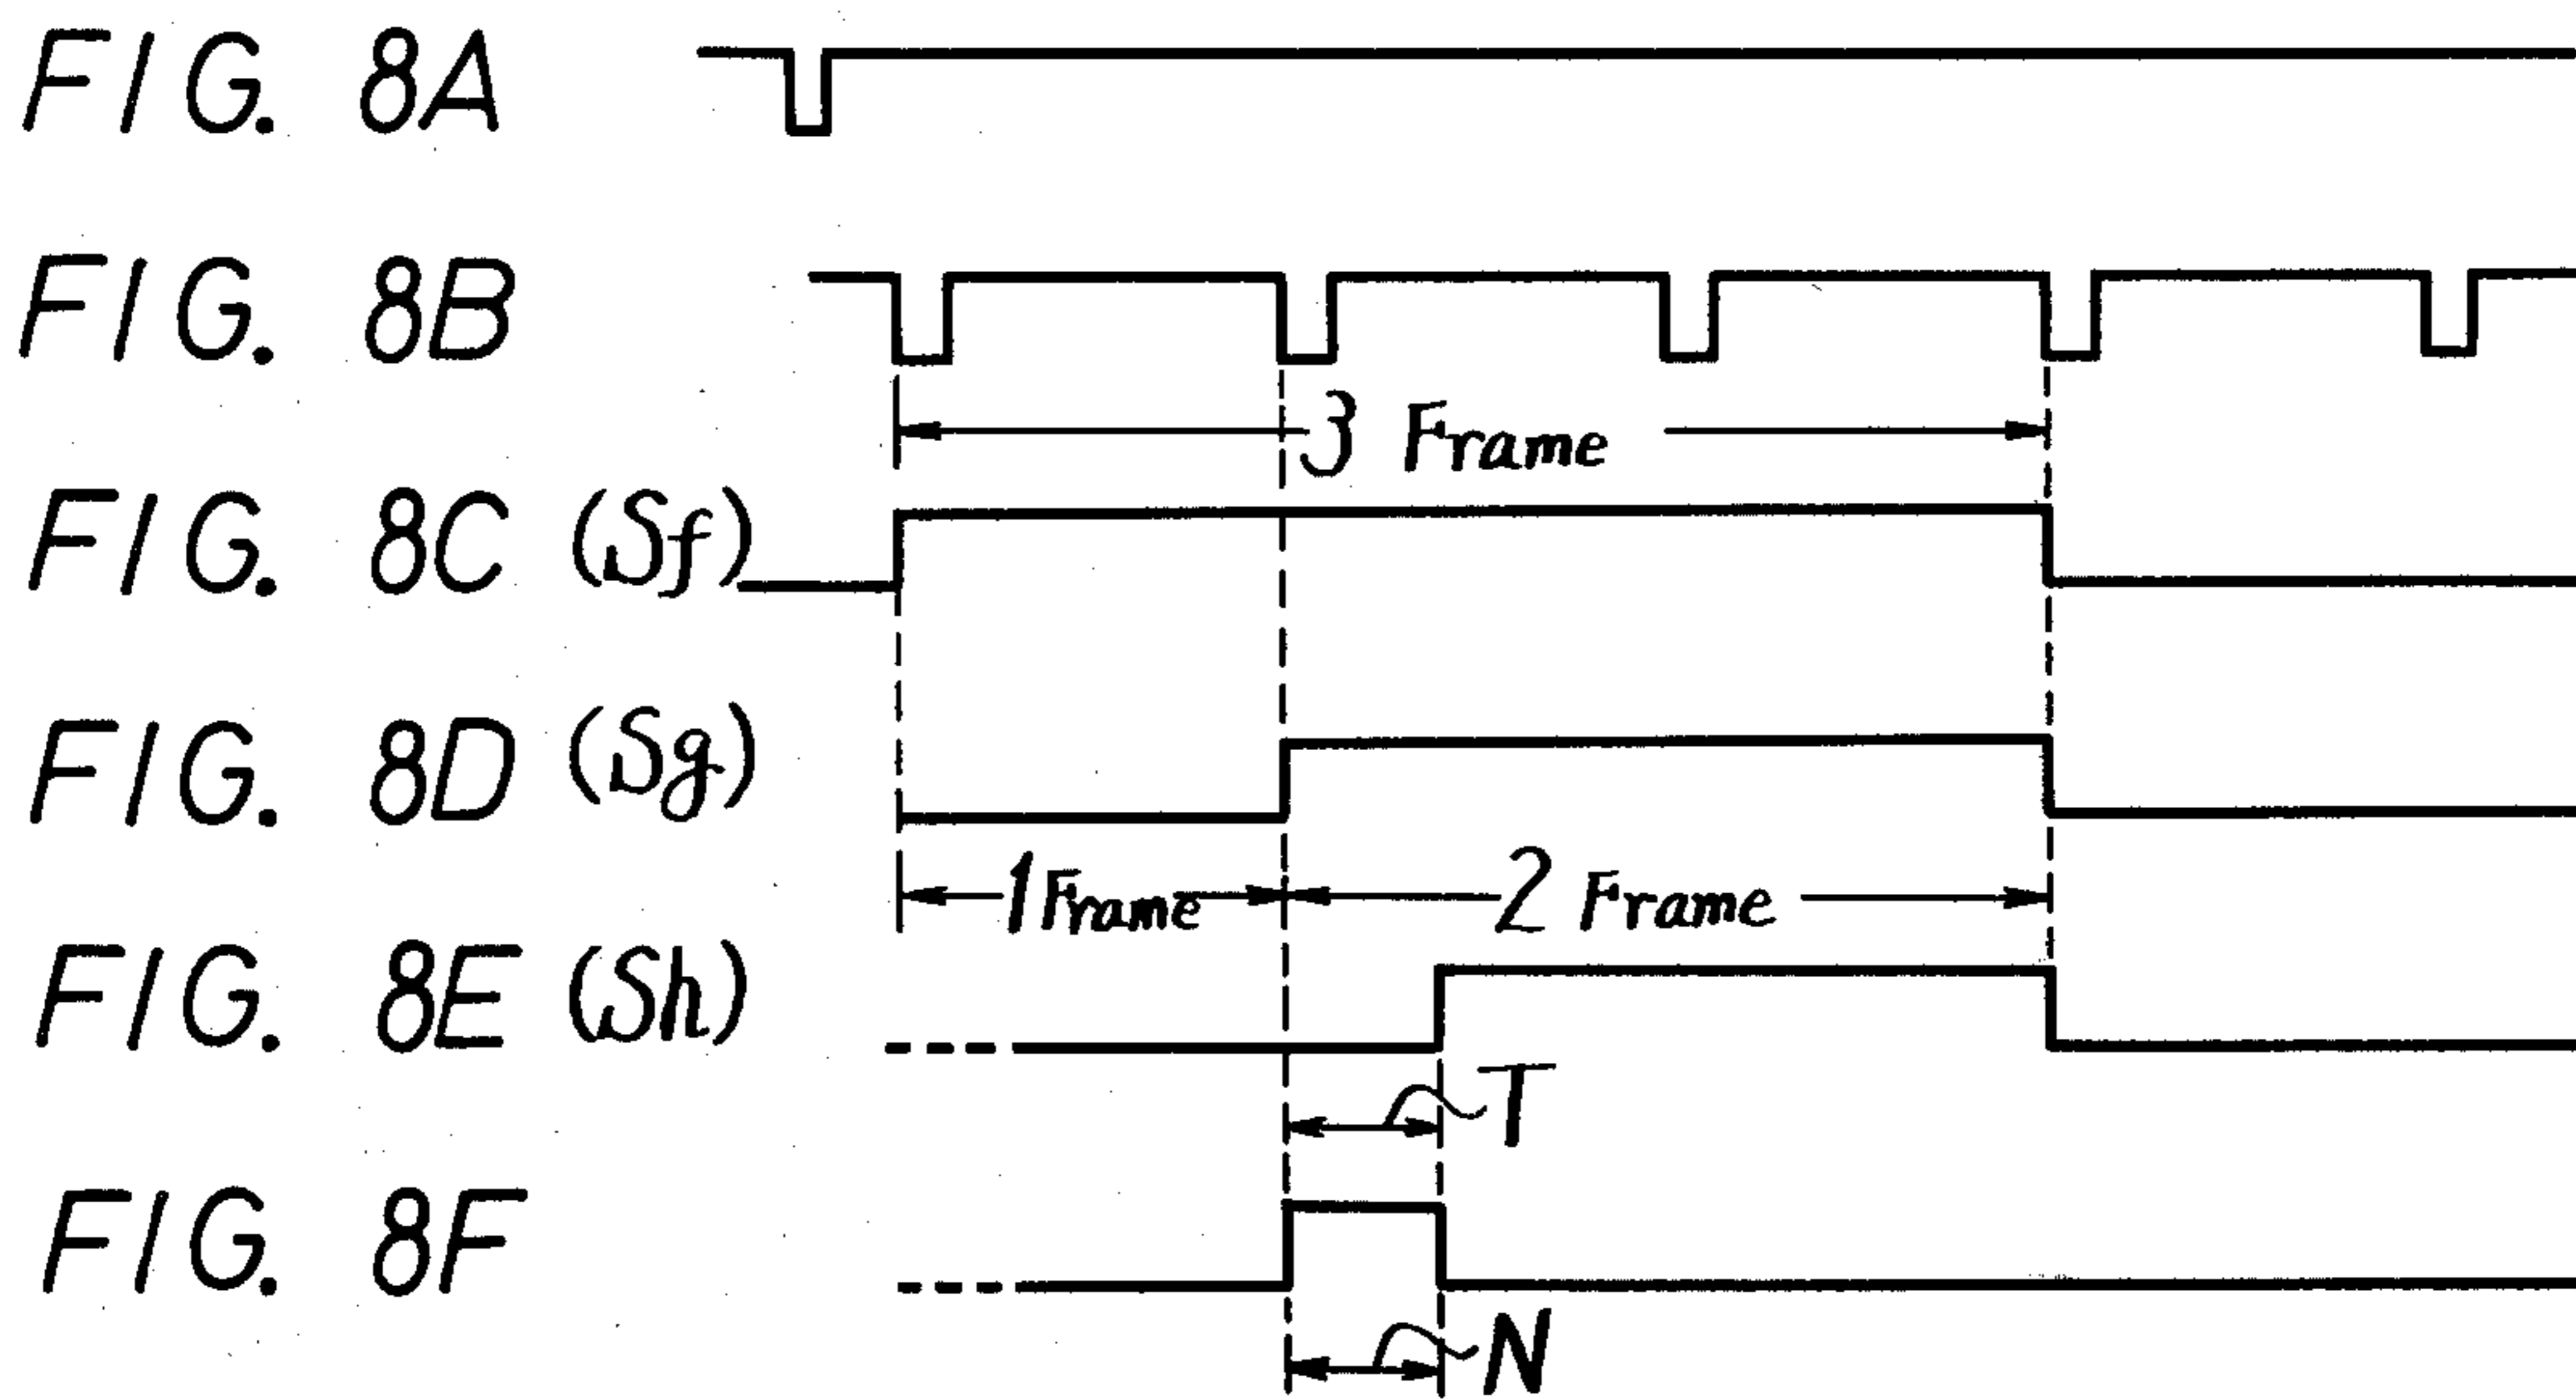 FIG. 8A
FIG. 8B
3 Frame
FIG. 8C (Sf)
FIG. 8D (Sg)
1 Frame 2 Frame
FIG. 8E (Sh)
T
FIG. 8F
N